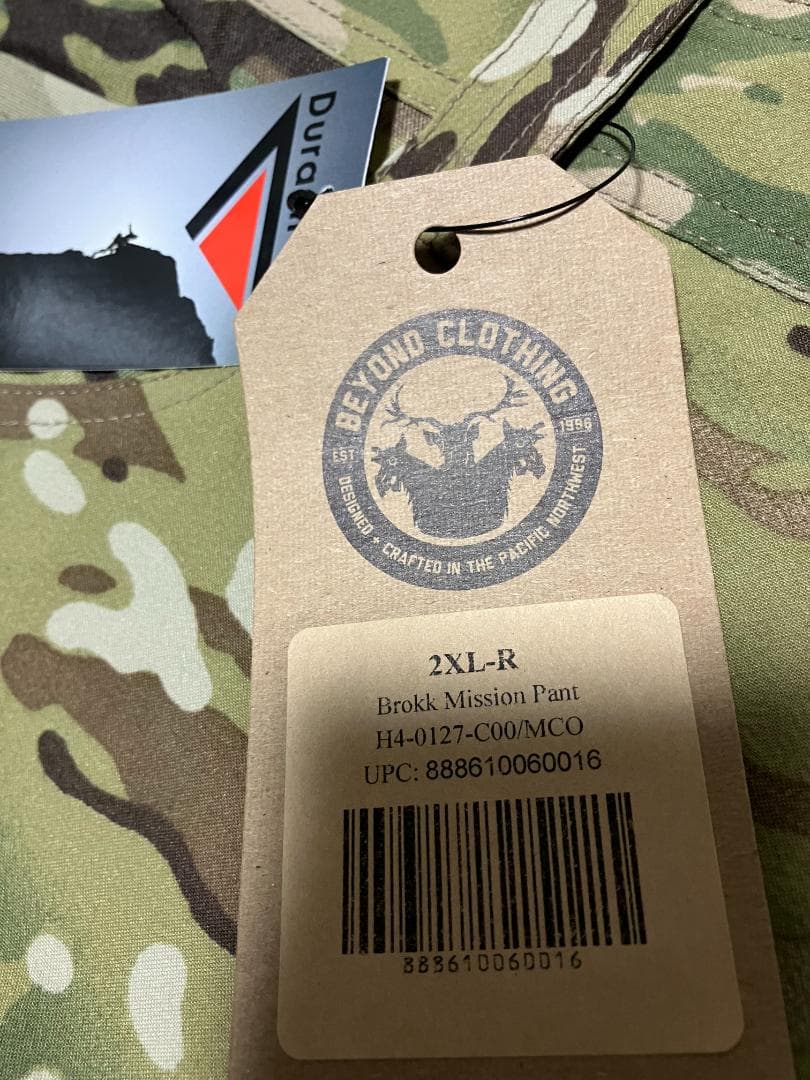 BEYOND CLOTHING
EST 1996
DESIGNED + CRAFTED IN THE PACIFIC NORTHWEST
2XL-R
Brokk Mission Pant
H4-0127-C00/MCO
UPC: 888610060016
888610060016